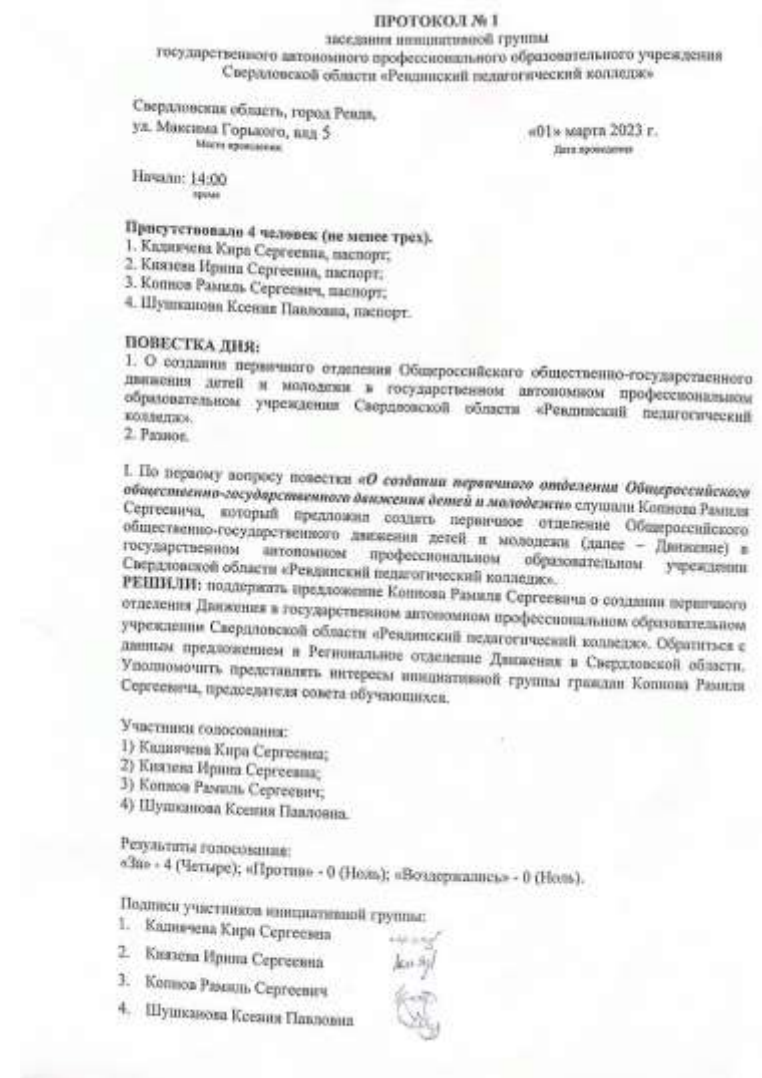 ПРОТОКОЛ № 1
заседания инициативной группы
государственного автономного профессионального образовательного учреждения
Свердловской области «Ревдинский педагогический колледж»
Свердловская область, город Ревда,
ул. Максима Горького, влд 5
«01» марта 2023 г.
Место проведения
Дата проведения
Начало: 14:00
время
Присутствовало 4 человек (не менее трех).
1. Кадиячева Кира Сергеевна, паспорт;
2. Князева Ирина Сергеевна, паспорт;
3. Копнов Рамиль Сергеевич, паспорт;
4. Шушканова Ксения Павловна, паспорт.
ПОВЕСТКА ДНЯ:
1. О создании первичного отделения Общероссийского общественно-государственного
движения детей и молодежи в государственном автономном профессиональном
образовательном учреждении Свердловской области «Ревдинский педагогический
колледж».
2. Разное.
I. По первому вопросу повестки «О создании первичного отделения Общероссийского
общественно-государственного движения детей и молодежи» слушали Копнова Рамиля
Сергеевича, который предложил создать первичное отделение Общероссийского
общественно-государственного движения детей и молодежи (далее – Движение) в
государственном автономном профессиональном образовательном учреждении
Свердловской области «Ревдинский педагогический колледж».
РЕШИЛИ: поддержать предложение Копнова Рамиля Сергеевича о создании первичного
отделения Движения в государственном автономном профессиональном образовательном
учреждении Свердловской области «Ревдинский педагогический колледж». Обратиться с
данным предложением в Региональное отделение Движения в Свердловской области.
Уполномочить представлять интересы инициативной группы граждан Копнова Рамиля
Сергеевича, председателя совета обучающихся.
Участники голосования:
1) Кадиячева Кира Сергеевна;
2) Князева Ирина Сергеевна;
3) Копнов Рамиль Сергеевич;
4) Шушканова Ксения Павловна.
Результаты голосования:
«За» - 4 (Четыре); «Против» - 0 (Ноль); «Воздержались» - 0 (Ноль).
Подписи участников инициативной группы:
1. Кадиячева Кира Сергеевна
2. Князева Ирина Сергеевна
3. Копнов Рамиль Сергеевич
4. Шушканова Ксения Павловна